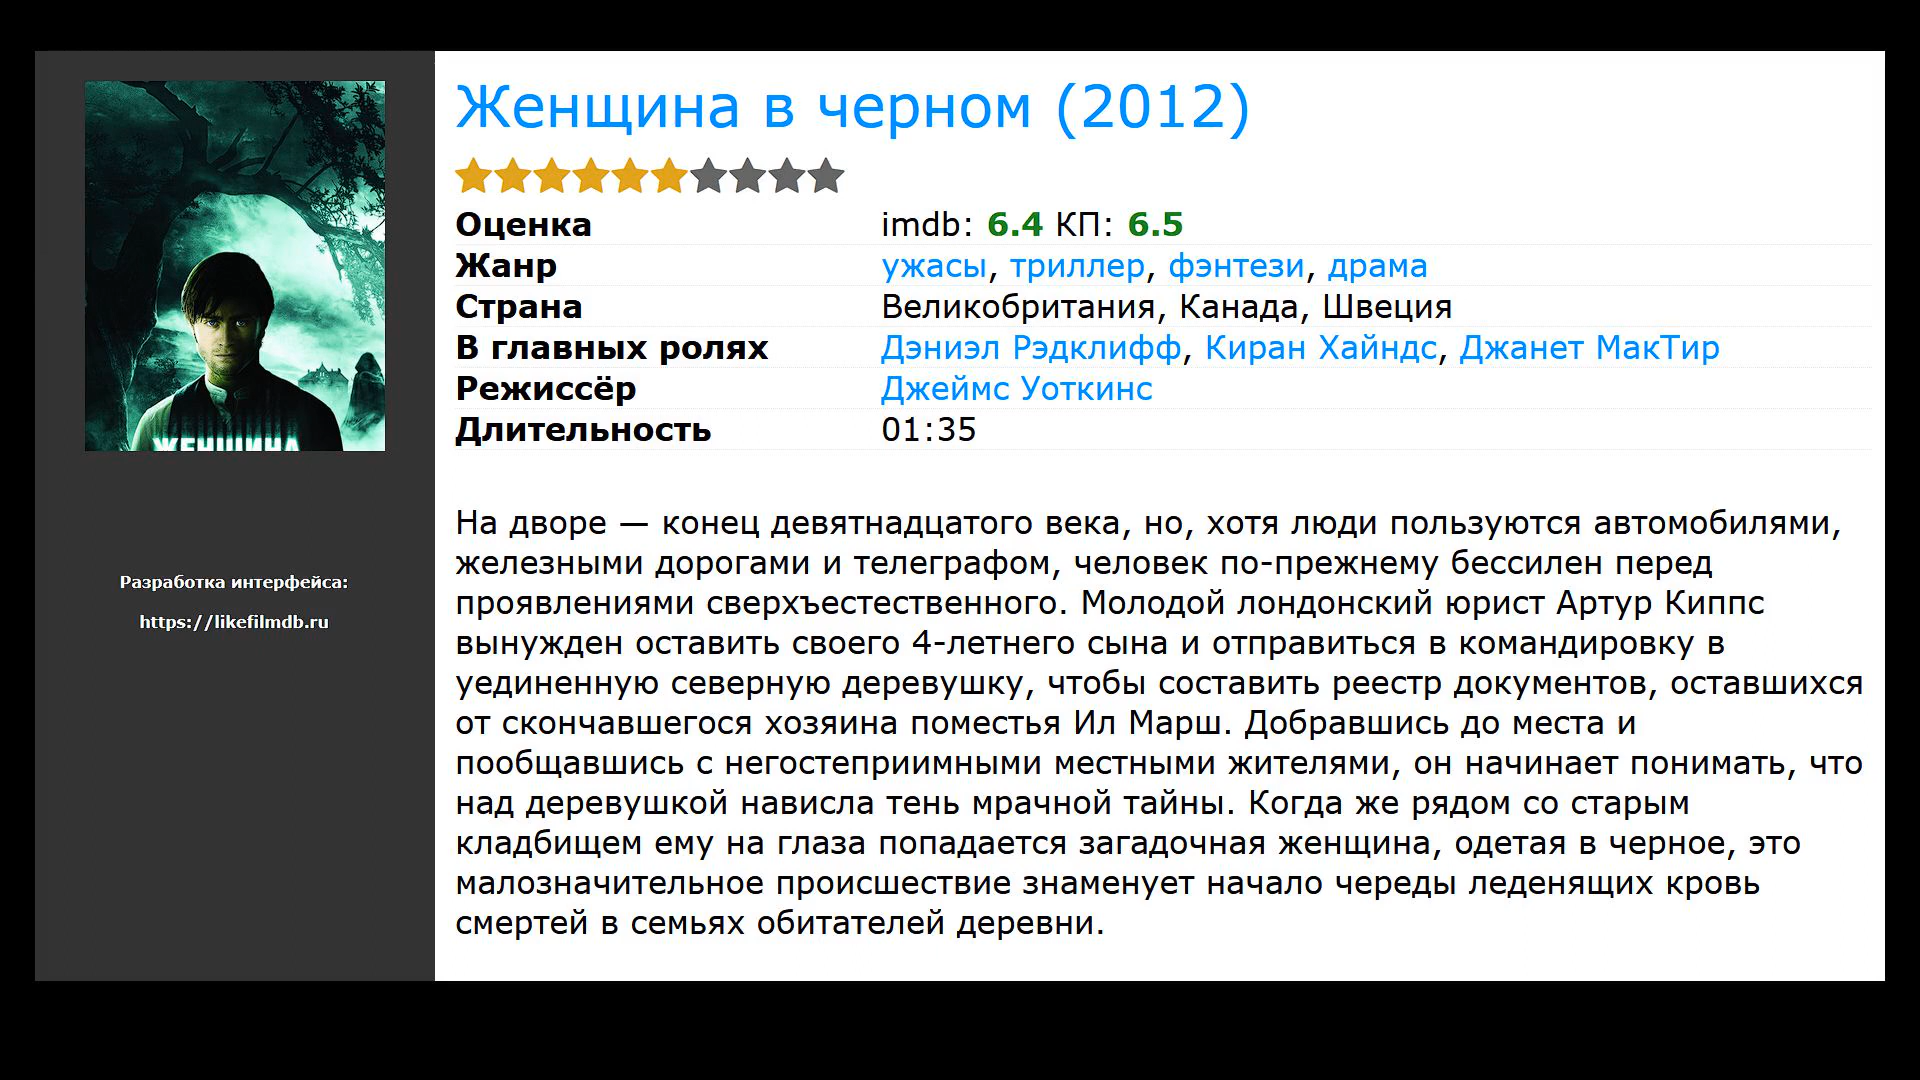 ЖЕНЩИНА
Разработка интерфейса:
https://likefilmdb.ru
Женщина в черном (2012)
Оценка imdb: 6.4 КП: 6.5
Жанр ужасы, триллер, фэнтези, драма
Страна Великобритания, Канада, Швеция
В главных ролях Дэниэл Рэдклифф, Киран Хайндс, Джанет МакТир
Режиссёр Джеймс Уоткинс
Длительность 01:35
На дворе — конец девятнадцатого века, но, хотя люди пользуются автомобилями,
железными дорогами и телеграфом, человек по-прежнему бессилен перед
проявлениями сверхъестественного. Молодой лондонский юрист Артур Киппс
вынужден оставить своего 4-летнего сына и отправиться в командировку в
уединенную северную деревушку, чтобы составить реестр документов, оставшихся
от скончавшегося хозяина поместья Ил Марш. Добравшись до места и
пообщавшись с негостеприимными местными жителями, он начинает понимать, что
над деревушкой нависла тень мрачной тайны. Когда же рядом со старым
кладбищем ему на глаза попадается загадочная женщина, одетая в черное, это
малозначительное происшествие знаменует начало череды леденящих кровь
смертей в семьях обитателей деревни.